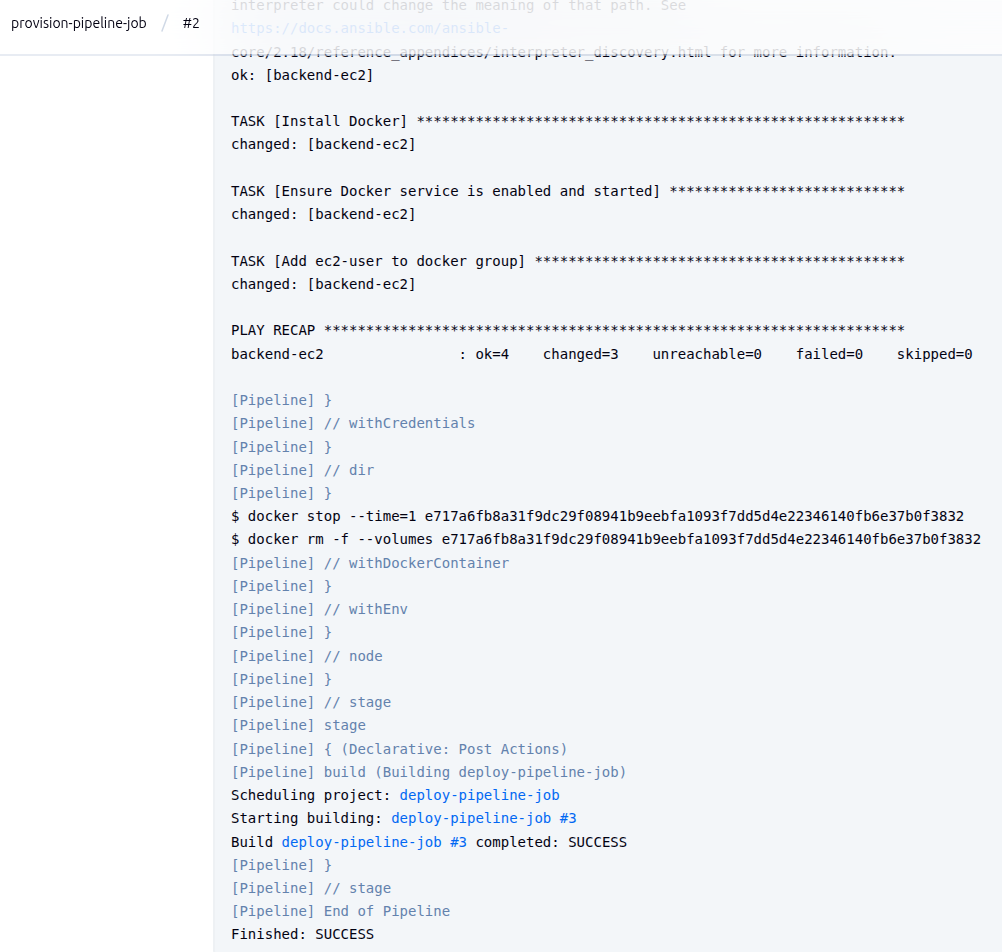 provision-pipeline-job / #2
interpreter could change the meaning of that path. See
https://docs.ansible.com/ansible-
core/2.18/reference_appendices/interpreter_discovery.html for more information.
ok: [backend-ec2]
TASK [Install Docker] **********************************************************
changed: [backend-ec2]
TASK [Ensure Docker service is enabled and started] ****************************
changed: [backend-ec2]
TASK [Add ec2-user to docker group] ********************************************
changed: [backend-ec2]
PLAY RECAP *********************************************************************
backend-ec2                : ok=4    changed=3    unreachable=0    failed=0    skipped=0
[Pipeline] }
[Pipeline] // withCredentials
[Pipeline] }
[Pipeline] // dir
[Pipeline] }
$ docker stop --time=1 e717a6fb8a31f9dc29f08941b9eebfa1093f7dd5d4e22346140fb6e37b0f3832
$ docker rm -f --volumes e717a6fb8a31f9dc29f08941b9eebfa1093f7dd5d4e22346140fb6e37b0f3832
[Pipeline] // withDockerContainer
[Pipeline] }
[Pipeline] // withEnv
[Pipeline] }
[Pipeline] // node
[Pipeline] }
[Pipeline] // stage
[Pipeline] stage
[Pipeline] { (Declarative: Post Actions)
[Pipeline] build (Building deploy-pipeline-job)
Scheduling project: deploy-pipeline-job
Starting building: deploy-pipeline-job #3
Build deploy-pipeline-job #3 completed: SUCCESS
[Pipeline] }
[Pipeline] // stage
[Pipeline] End of Pipeline
Finished: SUCCESS